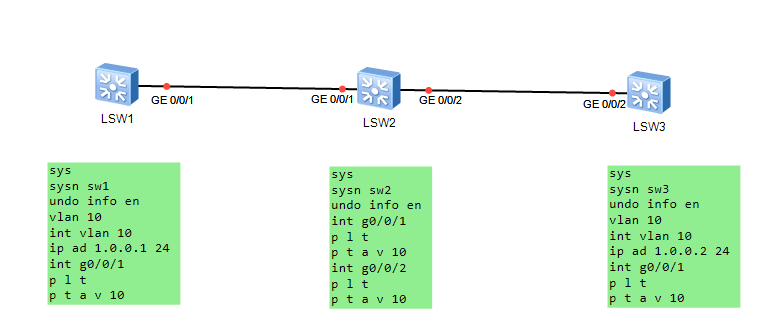 GE 0/0/1
GE 0/0/1
GE 0/0/2
GE 0/0/2
LSW1
LSW2
LSW3
sys
sysn sw1
undo info en
vlan 10
int vlan 10
ip ad 1.0.0.1 24
int g0/0/1
p l t
p t a v 10
sys
sysn sw2
undo info en
int g0/0/1
p l t
p t a v 10
int g0/0/2
p l t
p t a v 10
sys
sysn sw3
undo info en
vlan 10
int vlan 10
ip ad 1.0.0.2 24
int g0/0/1
p l t
p t a v 10